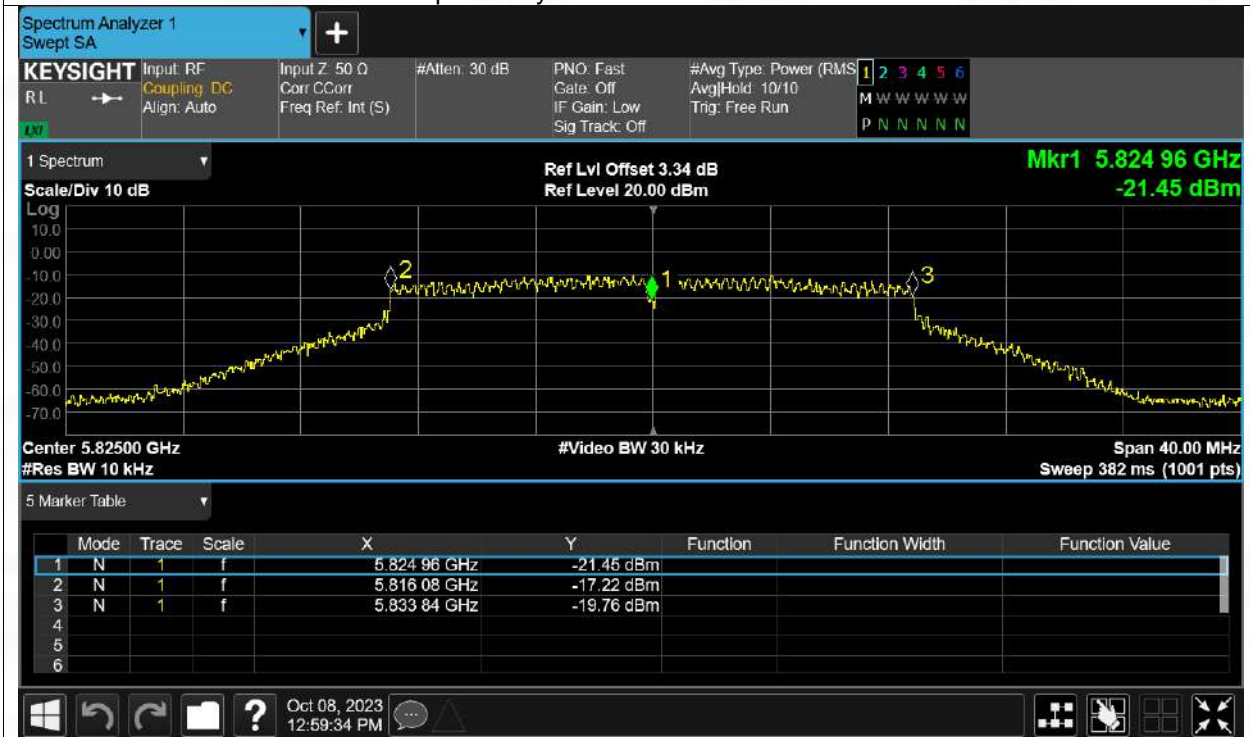 Spectrum Analyzer 1
Swept SA
+
KEYSIGHT Input: RF Input Z: 50 Ω #Atten: 30 dB PNO: Fast #Avg Type: Power (RMS 1 2 3 4 5 6
RL Coupling: DC Corr CCorr Gate: Off Avg|Hold: 10/10 M W W W W W
Align: Auto Freq Ref: Int (S) IF Gain: Low Trig: Free Run P N N N N N
LXI Sig Track: Off
1 Spectrum Ref Lvl Offset 3.34 dB Mkr1 5.824 96 GHz
Scale/Div 10 dB Ref Level 20.00 dBm -21.45 dBm
Log
10.0
0.00
-10.0
-20.0
-30.0
-40.0
-50.0
-60.0
-70.0
2 1 3
Center 5.82500 GHz #Video BW 30 kHz Span 40.00 MHz
#Res BW 10 kHz Sweep 382 ms (1001 pts)
5 Marker Table
Mode Trace Scale X Y Function Function Width Function Value
1 N 1 f 5.824 96 GHz -21.45 dBm
2 N 1 f 5.816 08 GHz -17.22 dBm
3 N 1 f 5.833 84 GHz -19.76 dBm
4
5
6
? Oct 08, 2023
12:59:34 PM